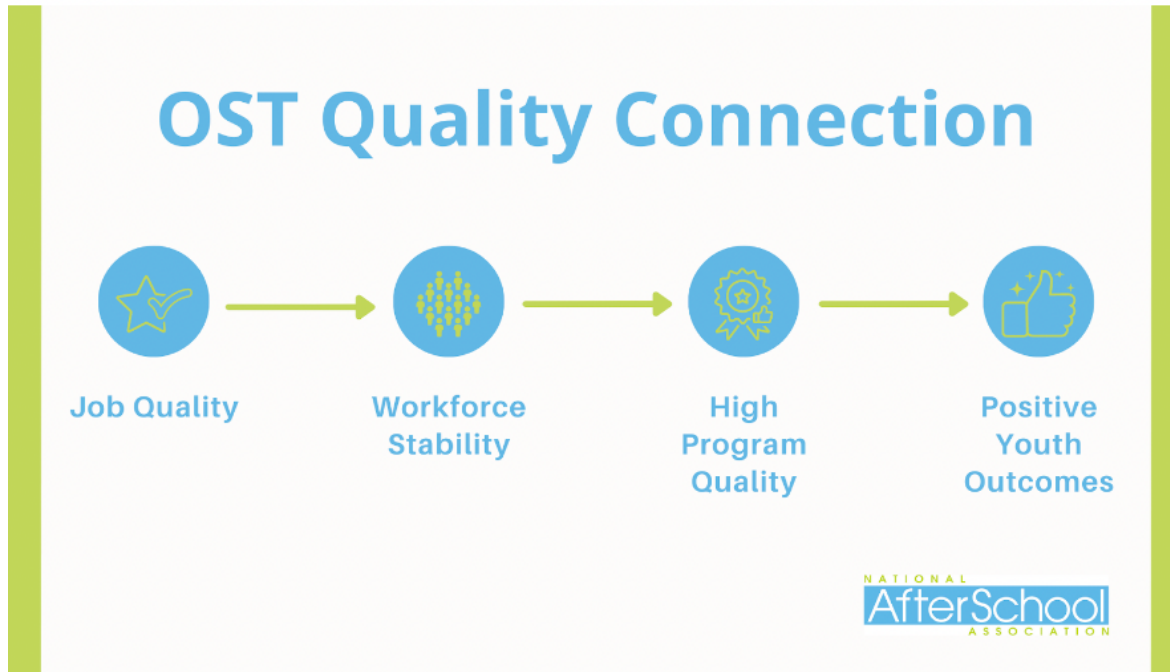 OST Quality Connection
Job Quality
Workforce
Stability
High
Program
Quality
Positive
Youth
Outcomes
NATIONAL
AfterSchool
ASSOCIATION